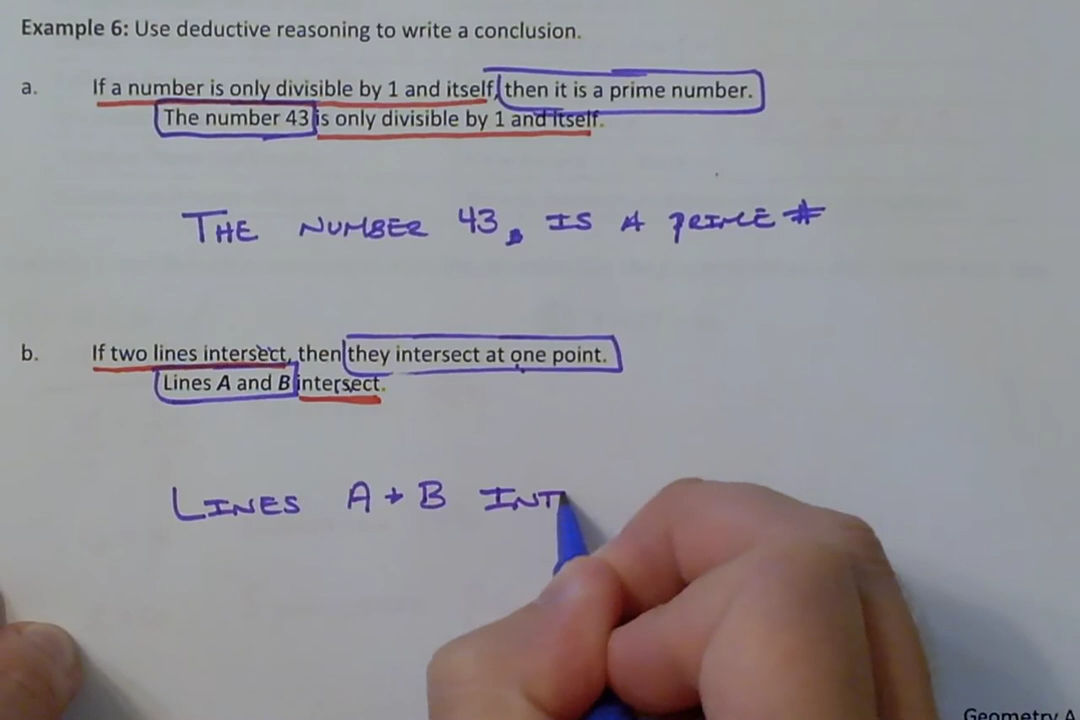 Example 6: Use deductive reasoning to write a conclusion.
a. If a number is only divisible by 1 and itself, then it is a prime number.
The number 43 is only divisible by 1 and itself.
THE NUMBER 43, IS A PRIME #
b. If two lines intersect, then they intersect at one point.
Lines A and B intersect.
LINES A + B INT
Geometry A